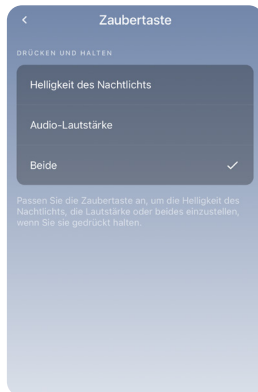 Zaubertaste
DRÜCKEN UND HALTEN
Helligkeit des Nachtlichts
Audio-Lautstärke
Beide
Passen Sie die Zaubertaste an, um die Helligkeit des
Nachtlichts, die Lautstärke oder beides einzustellen,
wenn Sie sie gedrückt halten.